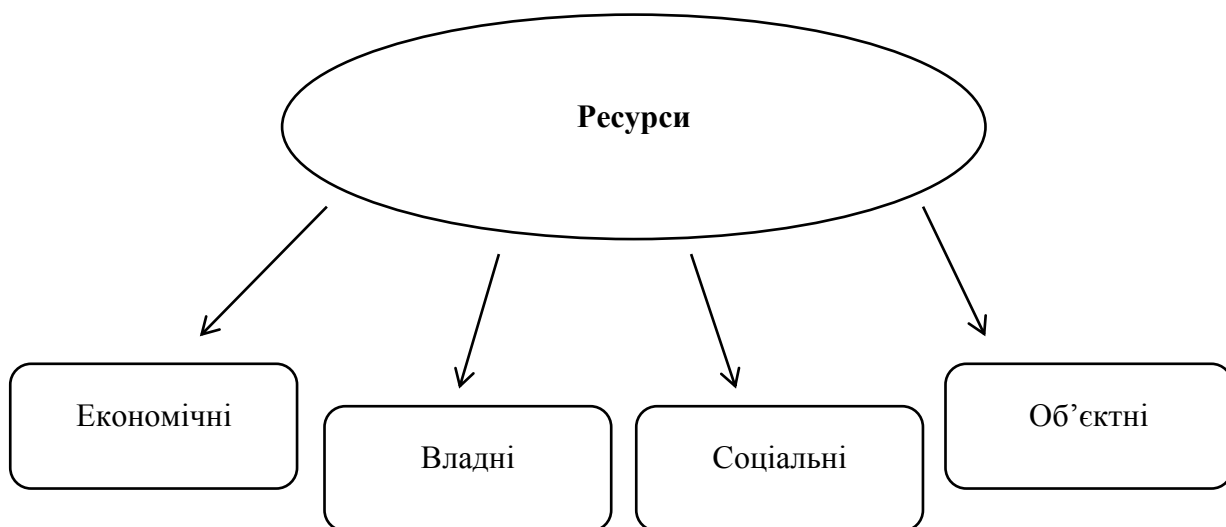 Ресурси
Економічні
Владні
Соціальні
Об’єктні